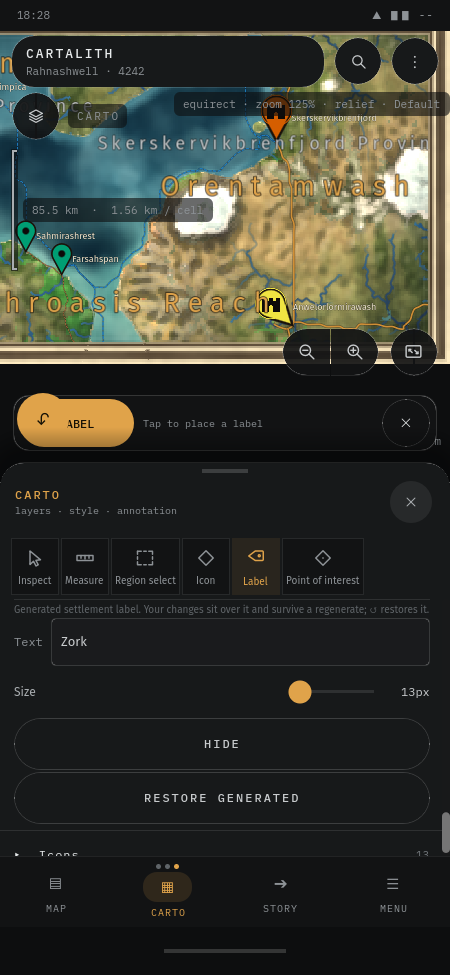 18:28
CARTALITH
Rahnashwell · 4242
CARTO
equirect · zoom 125% · relief · Default
Skerskervikbrenfjord
Skerskervikbrenfjord Provin
Orentamwash
85.5 km · 1.56 km / cell
Sahmirashrest
Farsahspan
hroasis Reach
ABEL
Tap to place a label
m
CARTO
layers · style · annotation
Inspect
Measure
Region select
Icon
Label
Point of interest
Generated settlement label. Your changes sit over it and survive a regenerate; ↺ restores it.
Text
Zork
Size
13px
HIDE
RESTORE GENERATED
Icons
13
MAP
CARTO
STORY
MENU